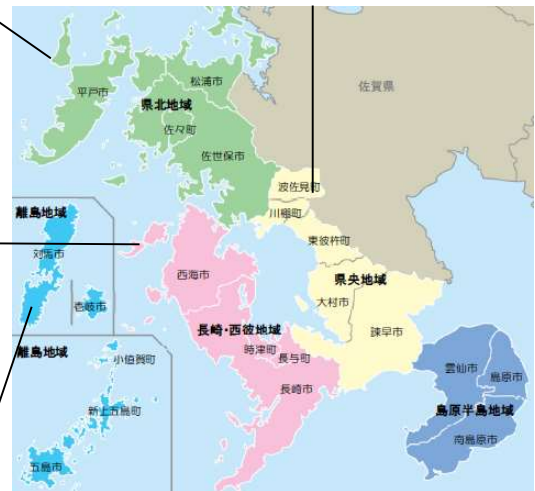 松浦市
佐賀県
平戸市
県北地域
佐々町
佐世保市
波佐見町
川棚町
離島地域
東彼杵町
対馬市
西海市
県央地域
壱岐市
大村市
長崎・西彼地域
諫早市
離島地域
時津町
長与町
小値賀町
雲仙市
島原市
長崎市
新上五島町
島原半島地域
南島原市
五島市